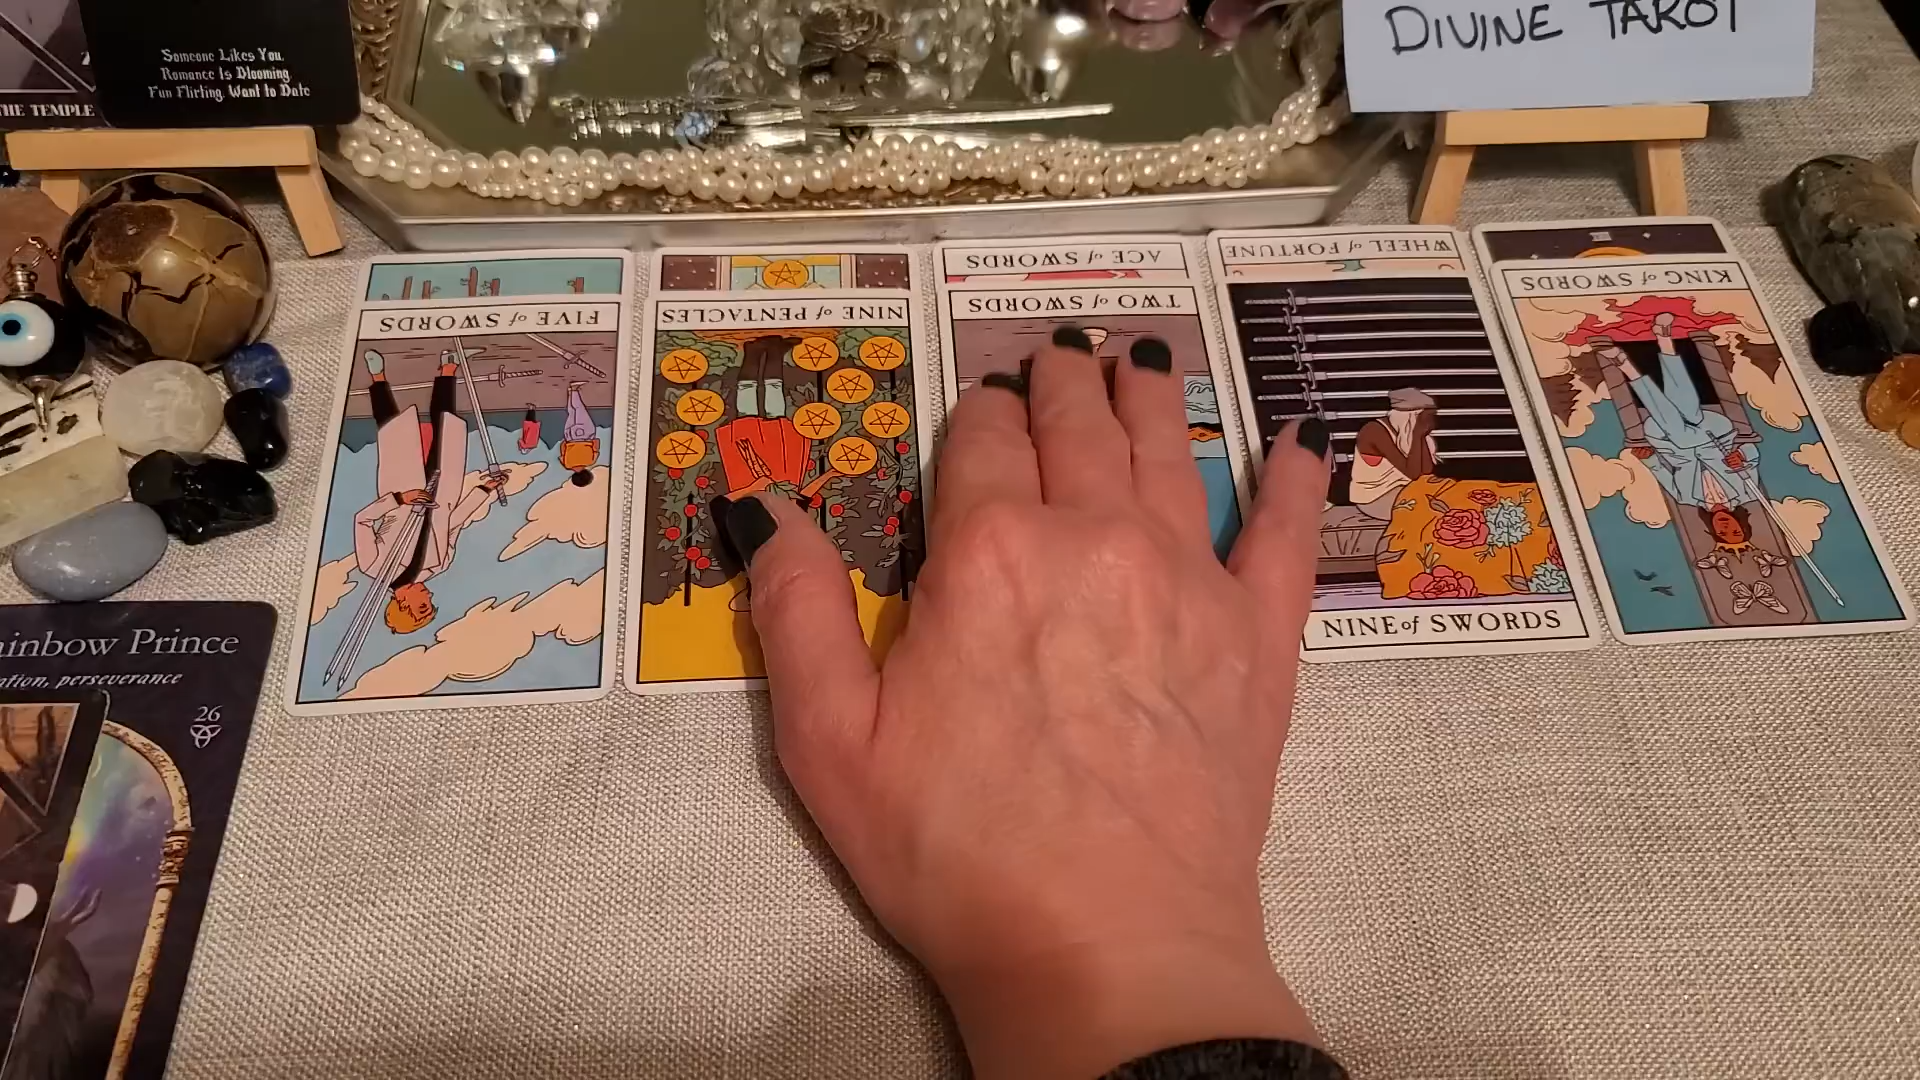 Someone Likes You.
Romance Is Blooming.
Fun Flirting. Want to Date
THE TEMPLE
DIVINE TAROT
ACE of SWORDS
WHEEL of FORTUNE
FIVE of SWORDS
NINE of PENTACLES
TWO of SWORDS
KING of SWORDS
NINE of SWORDS
Prince
perseverance
26